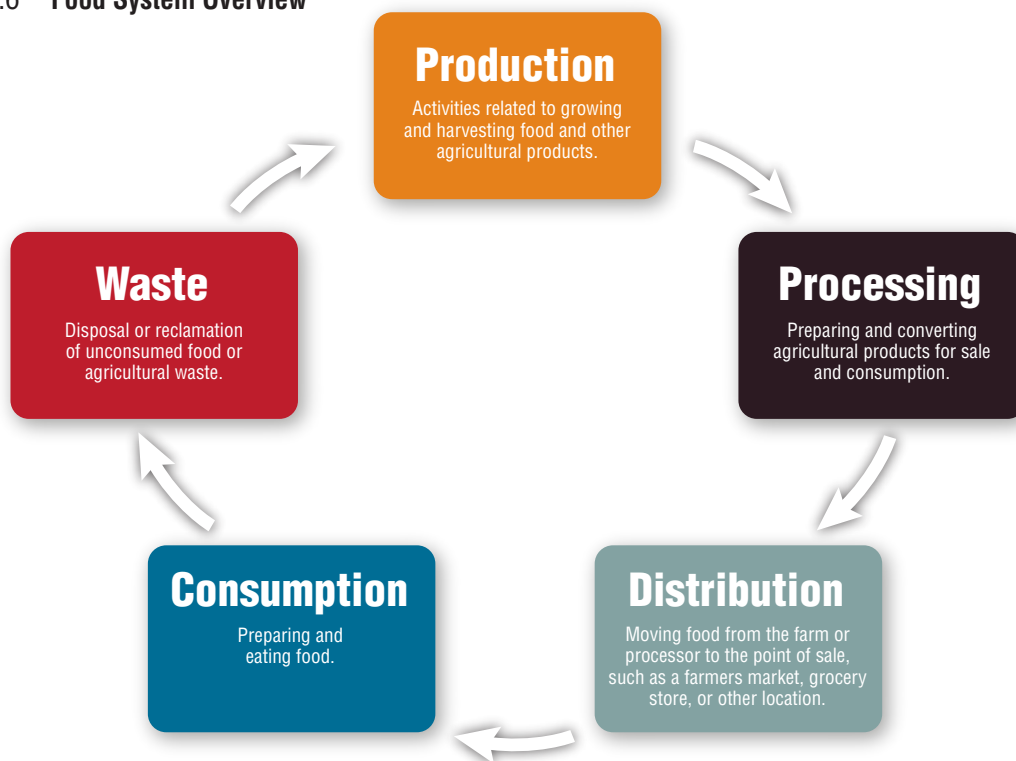 .6 Food System Overview
Production
Activities related to growing
and harvesting food and other
agricultural products.
Processing
Preparing and converting
agricultural products for sale
and consumption.
Distribution
Moving food from the farm or
processor to the point of sale,
such as a farmers market, grocery
store, or other location.
Consumption
Preparing and
eating food.
Waste
Disposal or reclamation
of unconsumed food or
agricultural waste.